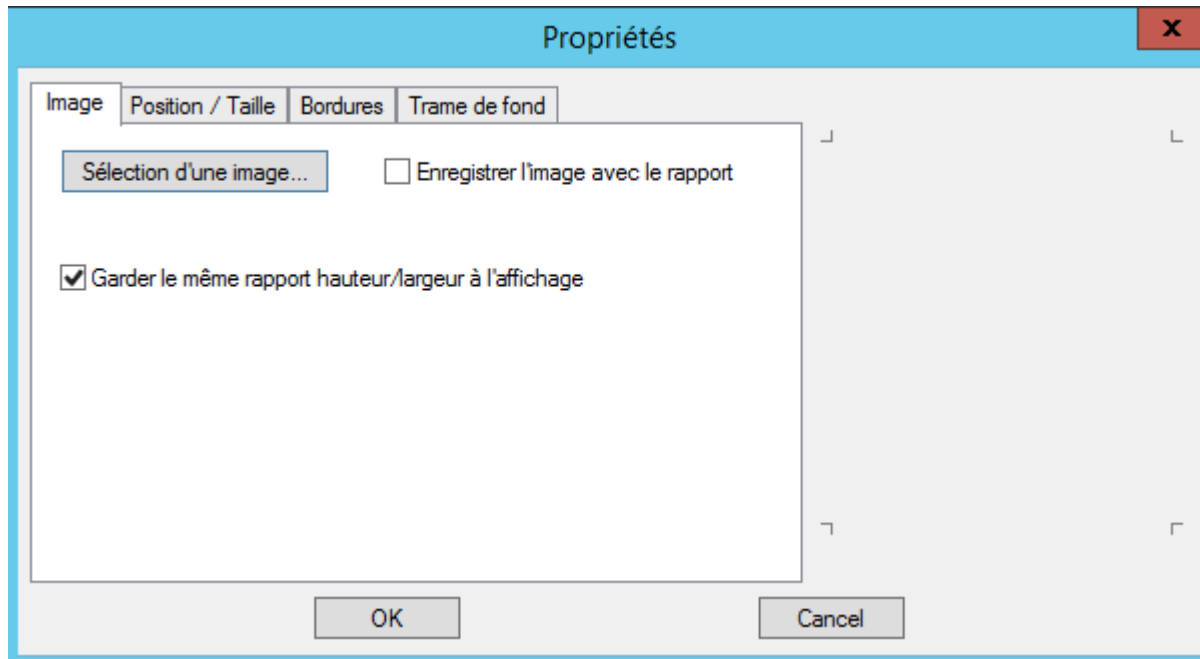 Propriétés
x
Image Position / Taille Bordures Trame de fond
Sélection d'une image... Enregistrer l'image avec le rapport
Garder le même rapport hauteur/largeur à l'affichage
OK Cancel